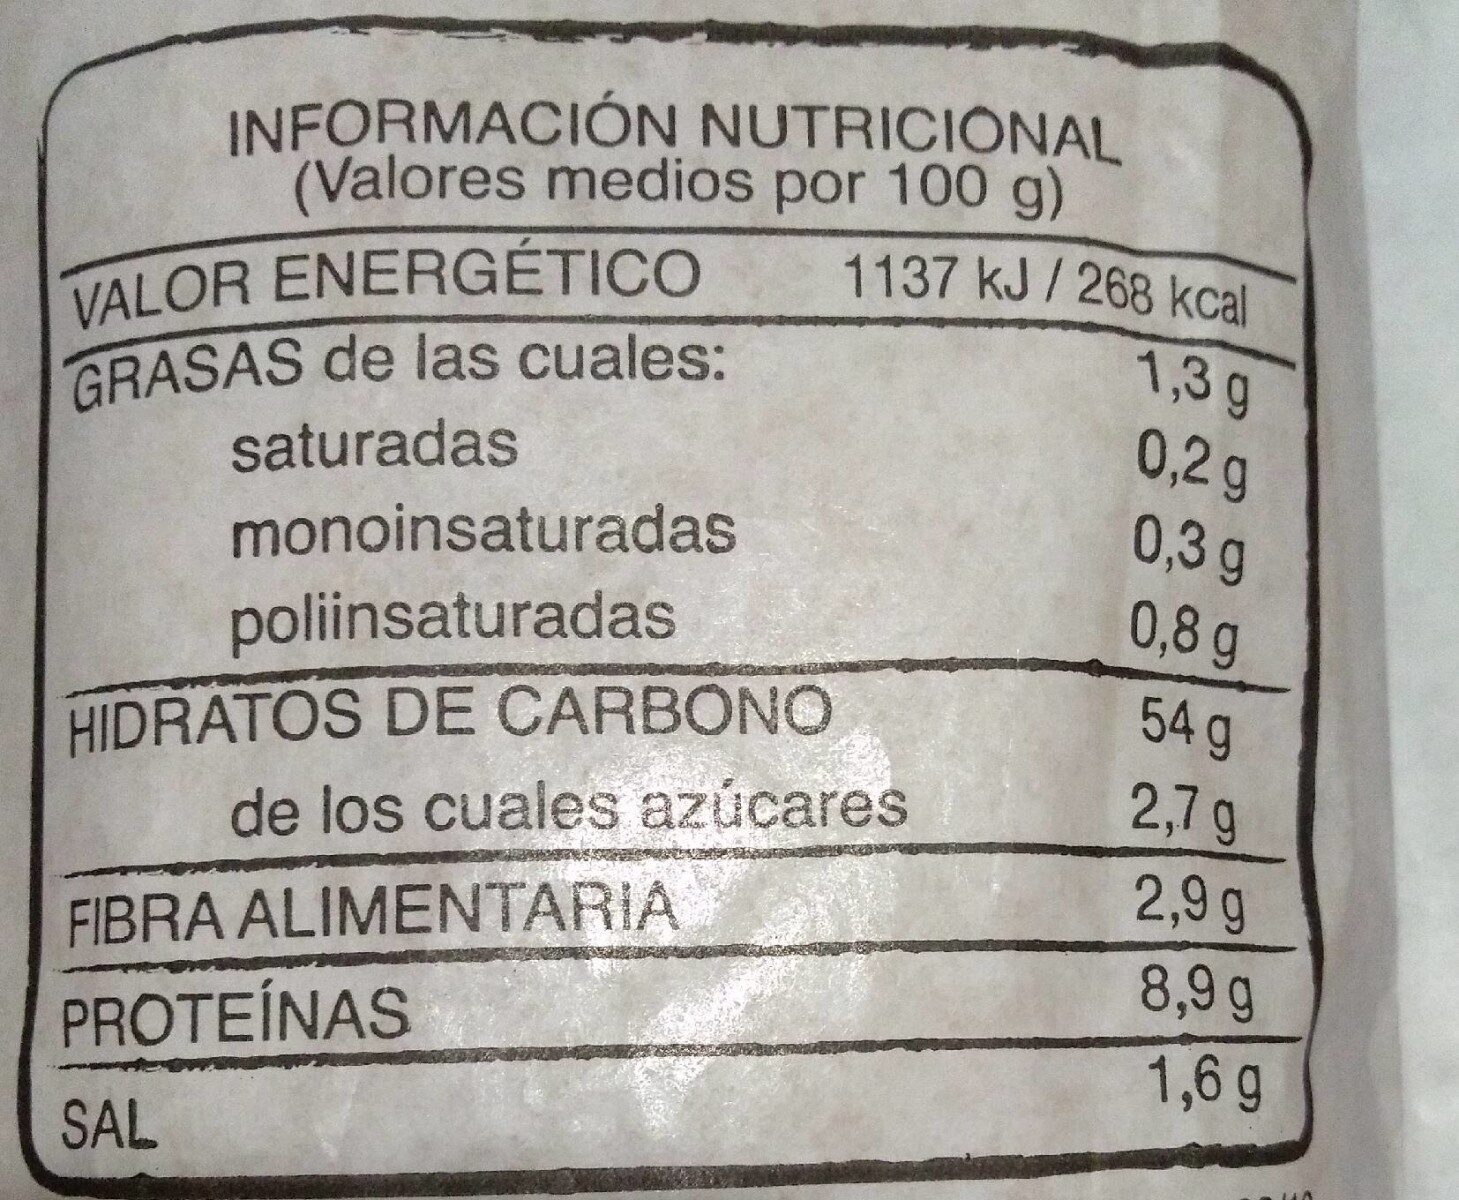 INFORMACIÓN NUTRICIONAL
(Valores medios por 100 g)
VALOR ENERGÉTICO 1137 kJ / 268 kcal
GRASAS de las cuales: 1,3 g
saturadas 0,2 g
monoinsaturadas 0,3 g
poliinsaturadas 0,8 g
HIDRATOS DE CARBONO 54 g
de los cuales azúcares 2,7 g
FIBRA ALIMENTARIA 2,9 g
PROTEÍNAS 8,9 g
SAL 1,6 g